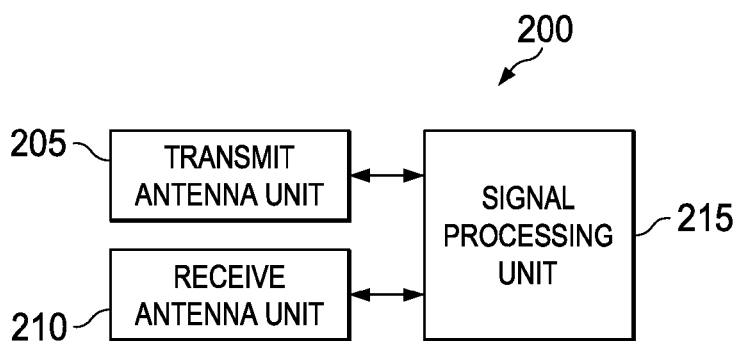 200
205
TRANSMIT
ANTENNA UNIT
SIGNAL
PROCESSING
UNIT
215
RECEIVE
ANTENNA UNIT
210